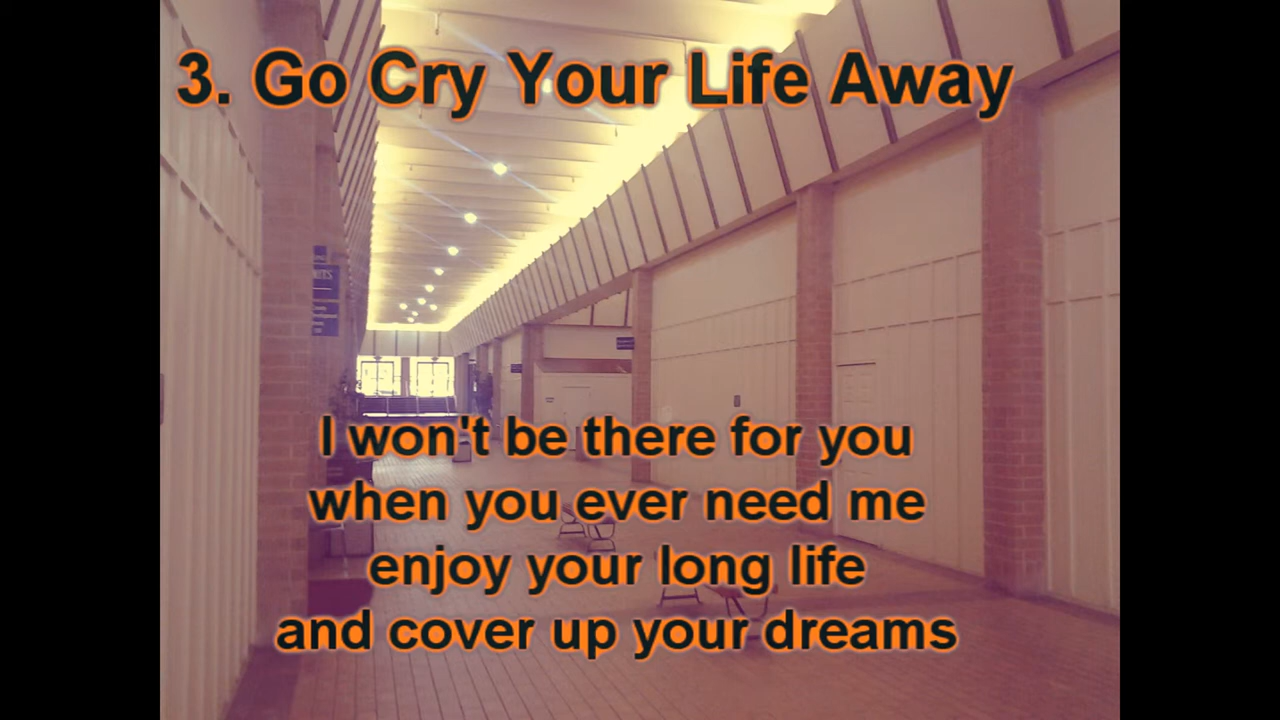 3. Go Cry Your Life Away
I won't be there for you
when you ever need me
enjoy your long life
and cover up your dreams